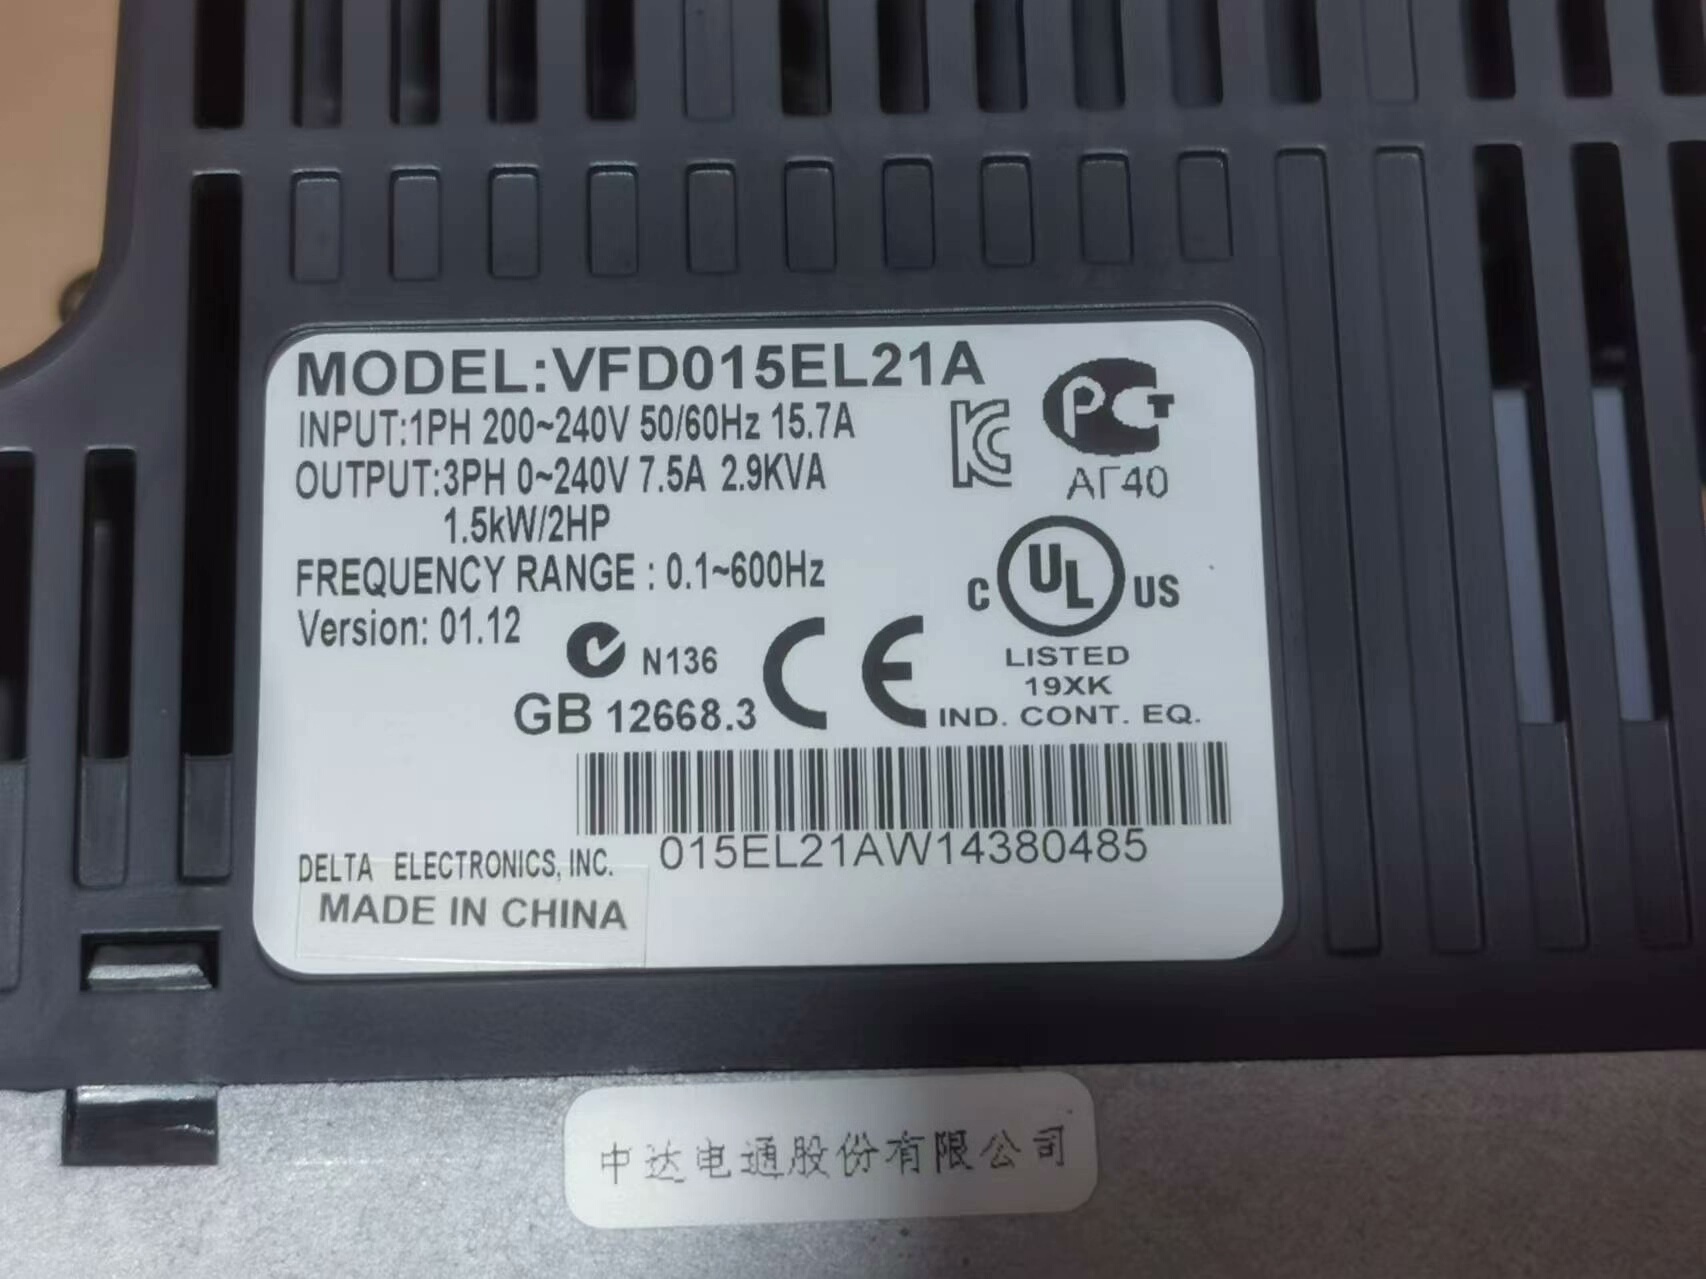 MODEL:VFD015EL21A
INPUT:1PH 200~240V 50/60Hz 15.7A
OUTPUT:3PH 0~240V 7.5A 2.9KVA
1.5kW/2HP
FREQUENCY RANGE : 0.1~600Hz
Version: 01.12
KC
PCT
АГ40
C UL US
LISTED
19XK
IND. CONT. EQ.
N136
CE
GB 12668.3
015EL21AW14380485
DELTA ELECTRONICS, INC.
MADE IN CHINA
中达电通股份有限公司